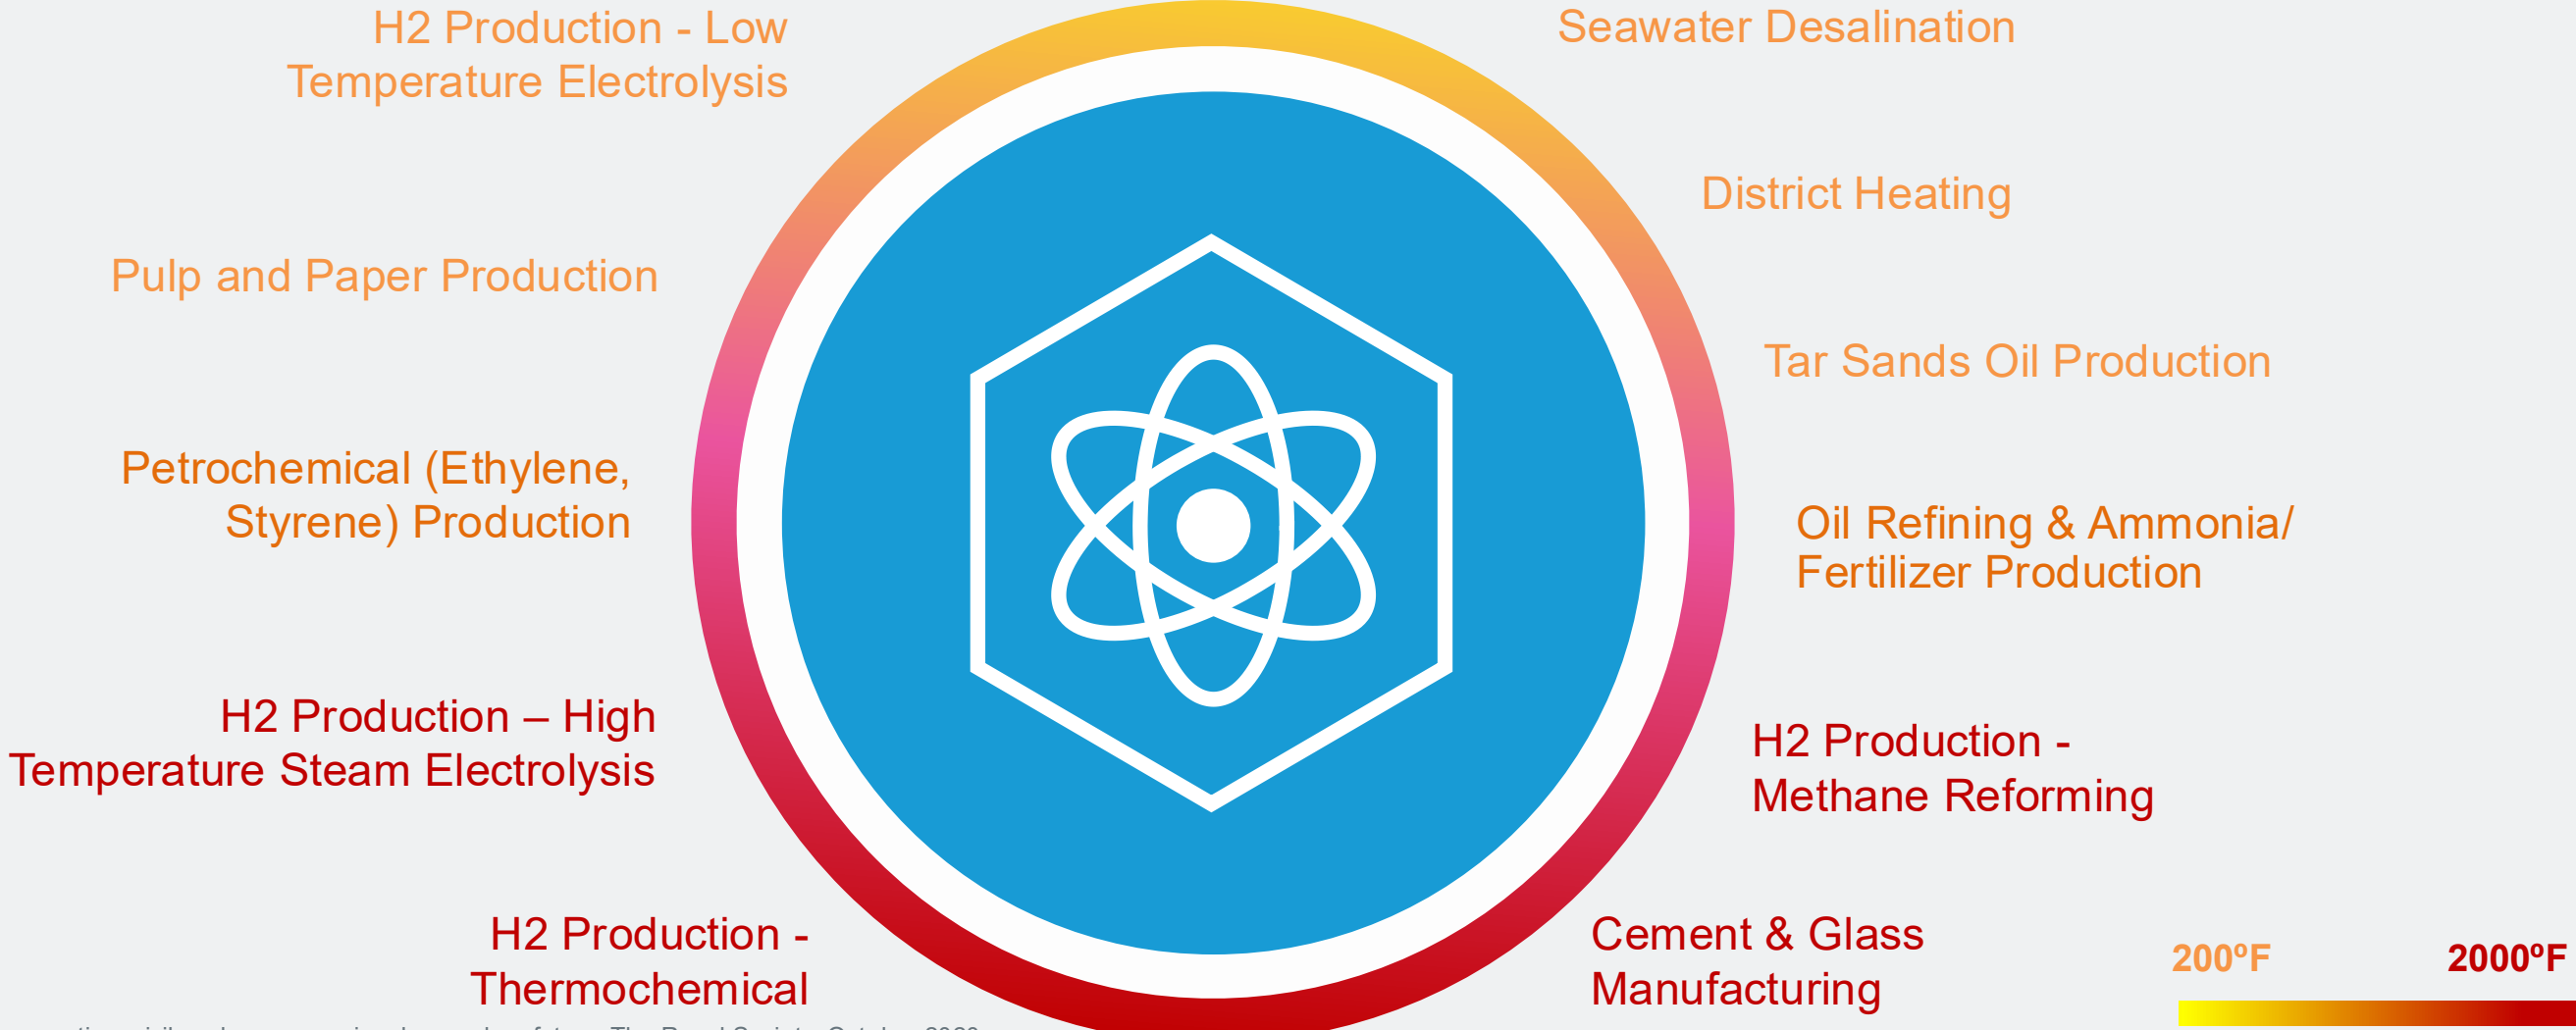 H2 Production - Low
Temperature Electrolysis
Pulp and Paper Production
Petrochemical (Ethylene,
Styrene) Production
H2 Production – High
Temperature Steam Electrolysis
H2 Production -
Thermochemical
Seawater Desalination
District Heating
Tar Sands Oil Production
Oil Refining & Ammonia/
Fertilizer Production
H2 Production -
Methane Reforming
Cement & Glass
Manufacturing
200ºF
2000ºF